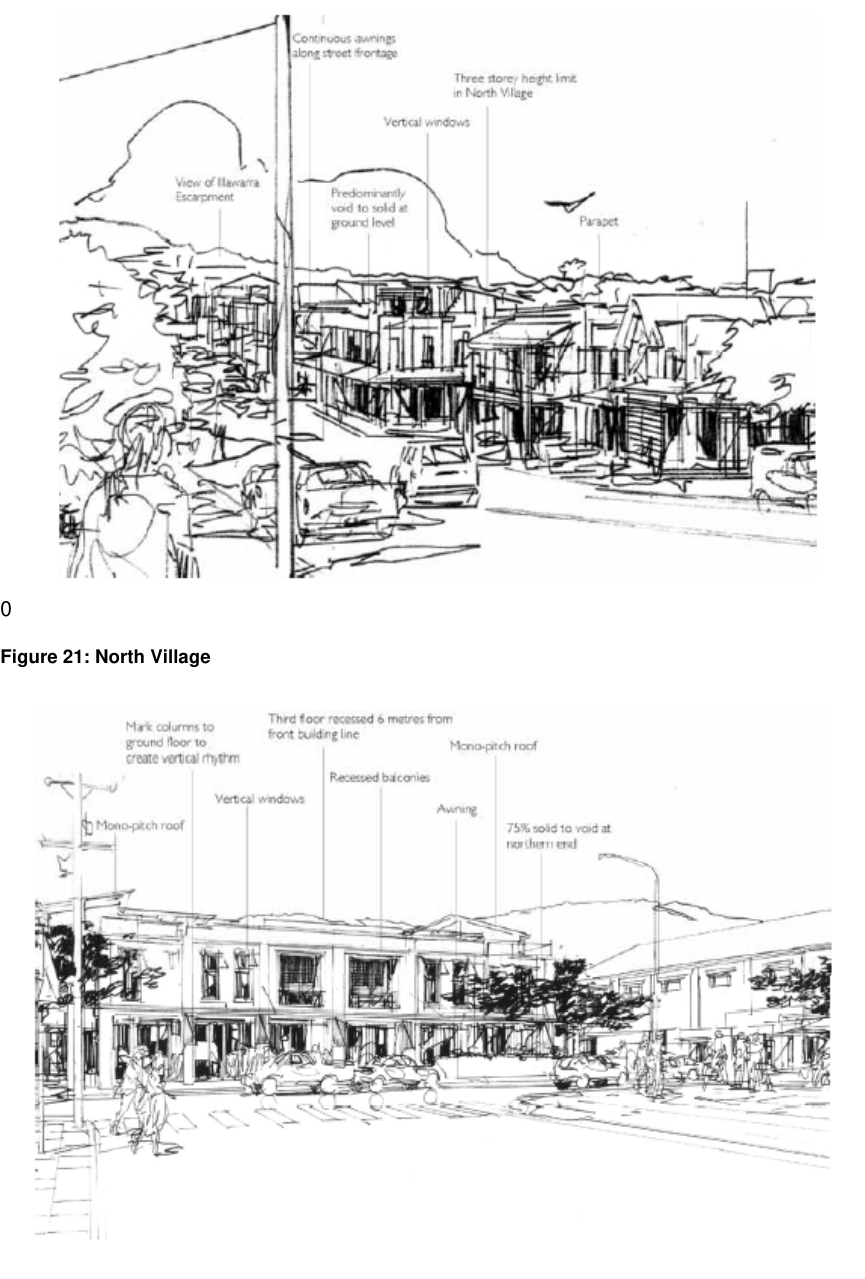 Continuous awnings
along street frontage
Three storey height limit
in North Village
Vertical windows
View of Illawarra
Escarpment
Predominantly
void to solid at
ground level
Parapet
0
Figure 21: North Village
Mark columns to
ground floor to
create vertical rhythm
Third floor recessed 6 metres from
front building line
Mono-pitch roof
Recessed balconies
Vertical windows
Awning
Mono-pitch roof
75% solid to void at
northern end